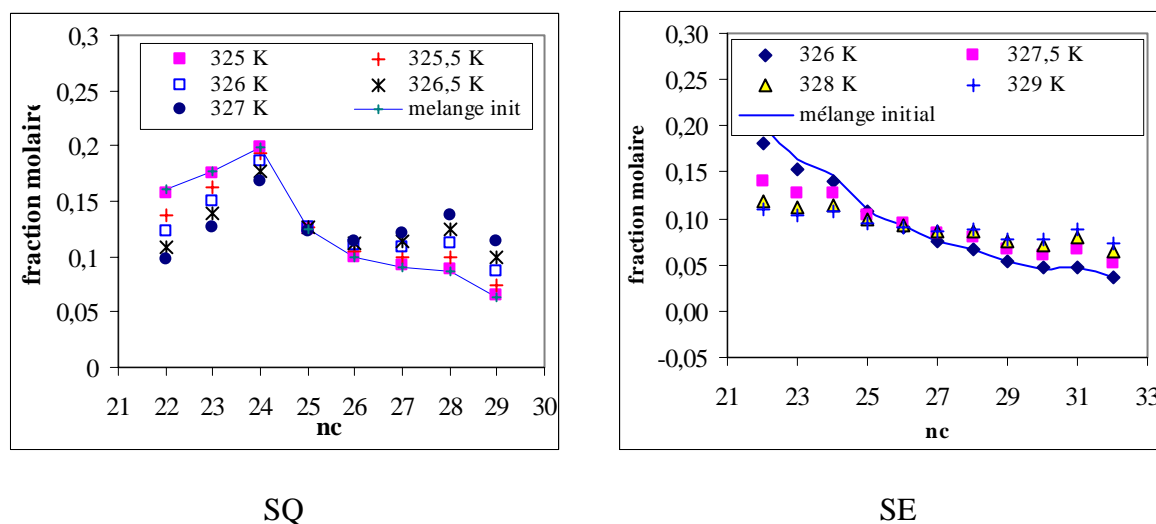 0,3
325 K
325,5 K
326 K
326,5 K
327 K
melange init
0,25
0,2
0,15
0,1
0,05
0
fraction molaire
21 22 23 24 25 26 27 28 29 30
nc
SQ
0,30
326 K
327,5 K
328 K
329 K
mélange initial
0,25
0,20
0,15
0,10
0,05
0,00
-0,05
fraction molaire
21 23 25 27 29 31 33
nc
SE